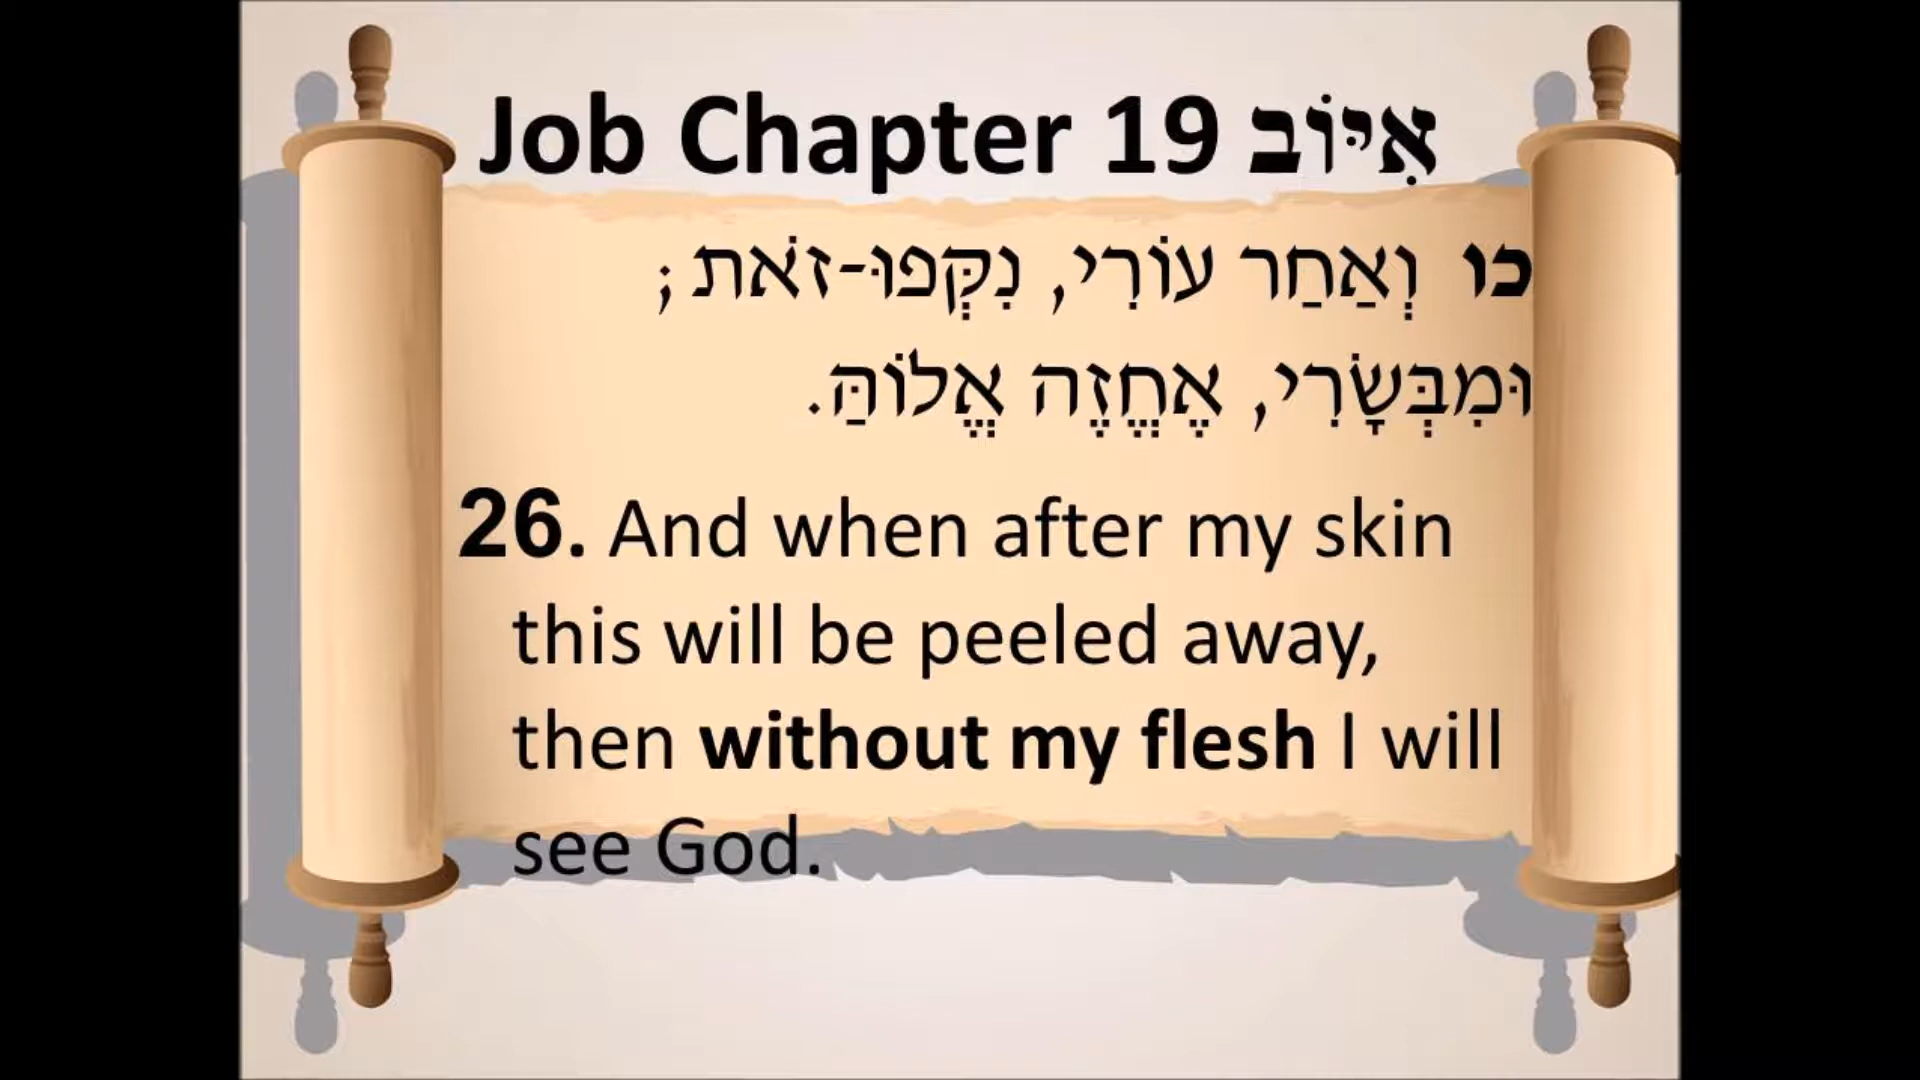 Job Chapter 19 אִיּוֹב
כו  וְאַחַר עוֹרִי, נִקְּפוּ-זֹאת;
וּמִבְּשָׂרִי, אֶחֱזֶה אֱלוֹהַּ.
26. And when after my skin
this will be peeled away,
then without my flesh I will
see God.